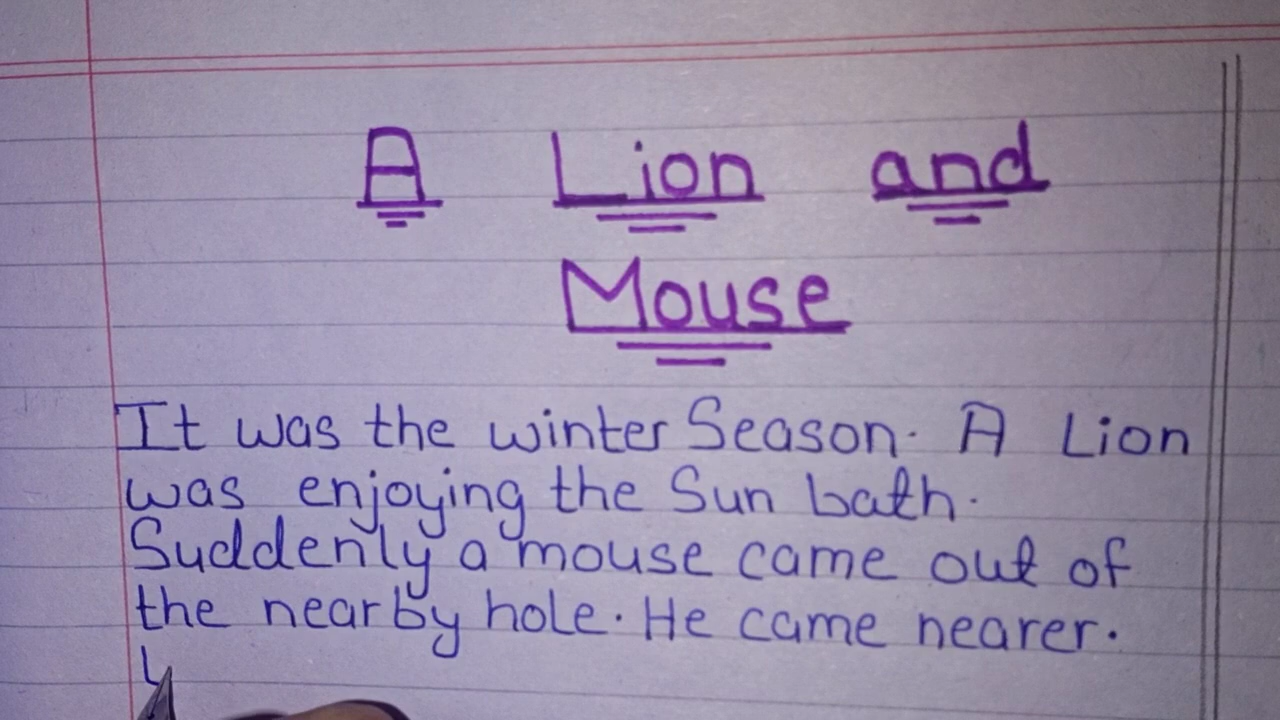 A Lion and
Mouse
It was the winter Season. A Lion
was enjoying the Sun bath.
Suddenly a mouse came out of
the nearby hole. He came nearer.